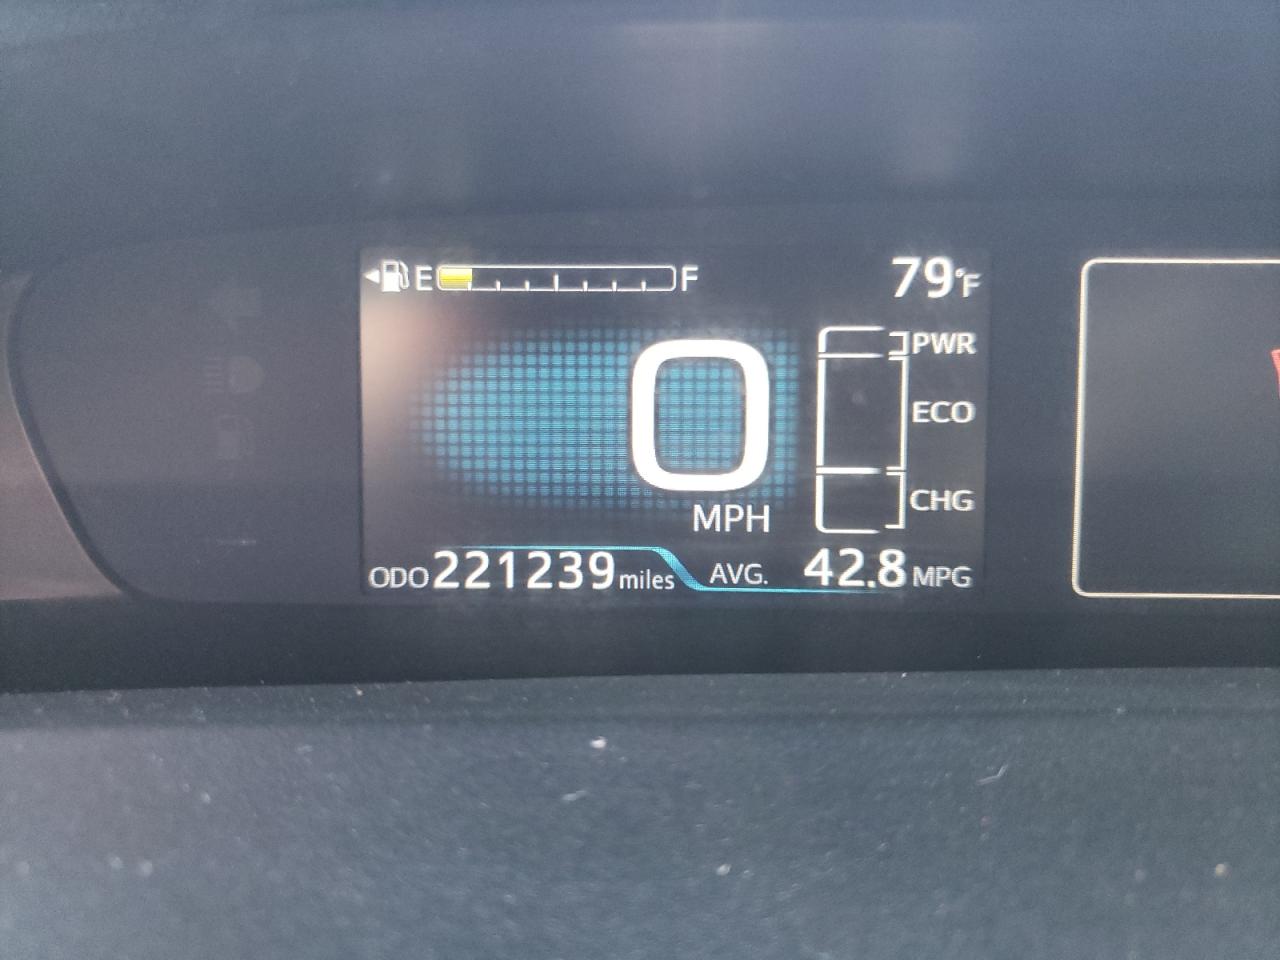 E F 79°F
PWR
0
ECO
CHG
MPH
ODO 221239 miles AVG. 42.8 MPG